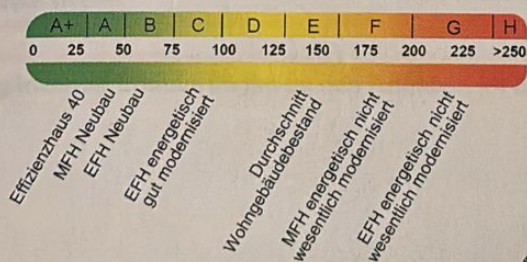 A+ A B C D E F G H
0 25 50 75 100 125 150 175 200 225 >250
Effizienzhaus 40
MFH Neubau
EFH Neubau
EFH energetisch
gut modernisiert
Durchschnitt
Wohngebäudebestand
MFH energetisch nicht
wesentlich modernisiert
EFH energetisch nicht
wesentlich modernisiert